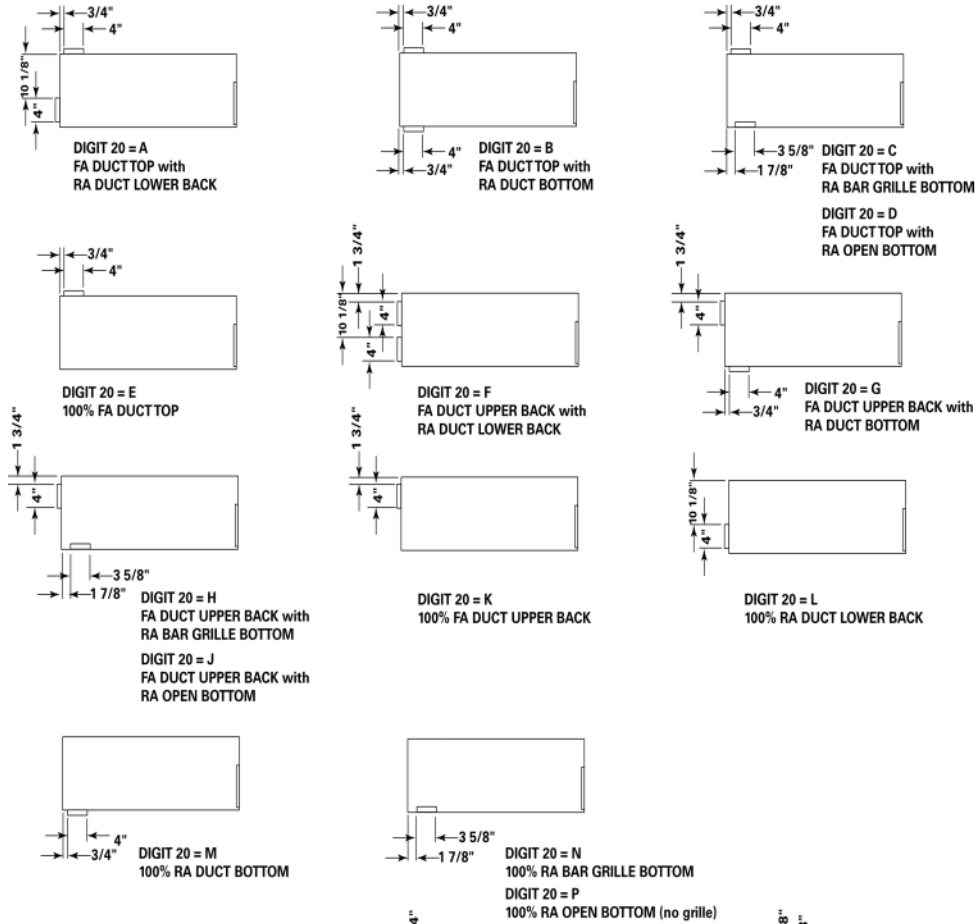 3/4"
4"
10 1/8"
4"
DIGIT 20 = A
FA DUCT TOP with
RA DUCT LOWER BACK
3/4"
4"
4"
3/4"
DIGIT 20 = B
FA DUCT TOP with
RA DUCT BOTTOM
3/4"
4"
3 5/8"
1 7/8"
DIGIT 20 = C
FA DUCT TOP with
RA BAR GRILLE BOTTOM
DIGIT 20 = D
FA DUCT TOP with
RA OPEN BOTTOM
3/4"
4"
DIGIT 20 = E
100% FA DUCT TOP
1 3/4"
10 1/8"
4"
4"
DIGIT 20 = F
FA DUCT UPPER BACK with
RA DUCT LOWER BACK
1 3/4"
4"
4"
3/4"
DIGIT 20 = G
FA DUCT UPPER BACK with
RA DUCT BOTTOM
1 3/4"
4"
3 5/8"
1 7/8"
DIGIT 20 = H
FA DUCT UPPER BACK with
RA BAR GRILLE BOTTOM
DIGIT 20 = J
FA DUCT UPPER BACK with
RA OPEN BOTTOM
1 3/4"
4"
DIGIT 20 = K
100% FA DUCT UPPER BACK
10 1/8"
4"
DIGIT 20 = L
100% RA DUCT LOWER BACK
4"
3/4"
DIGIT 20 = M
100% RA DUCT BOTTOM
3 5/8"
1 7/8"
DIGIT 20 = N
100% RA BAR GRILLE BOTTOM
DIGIT 20 = P
100% RA OPEN BOTTOM (no grille)